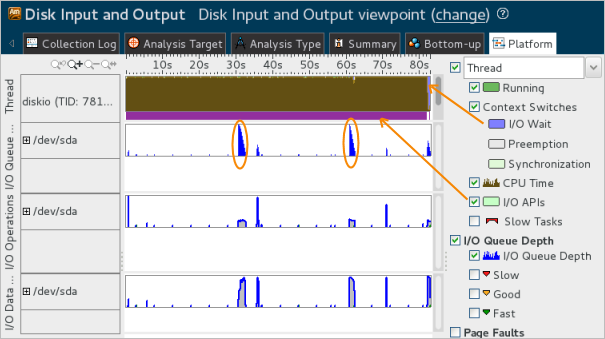 Disk Input and Output Disk Input and Output viewpoint (change)
Collection Log Analysis Target Analysis Type Summary Bottom-up Platform
0s 10s 20s 30s 40s 50s 60s 70s 80s
Thread
diskio (TID: 781...
I/O Queue ...
/dev/sda
I/O Operations
/dev/sda
I/O Data ...
/dev/sda
Thread
Running
Context Switches
I/O Wait
Preemption
Synchronization
CPU Time
I/O APIs
Slow Tasks
I/O Queue Depth
I/O Queue Depth
Slow
Good
Fast
Page Faults